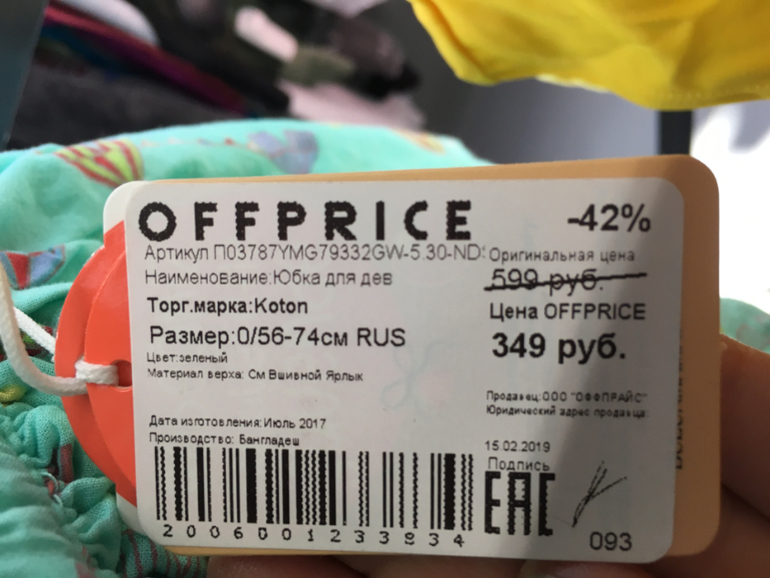 OFFPRICE
-42%
Артикул П03787YMG79332GW-5.30-ND
Оригинальная цена
Наименование:Юбка для дев
599 руб.
Торг.марка:Koton
Цена OFFPRICE
Размер:0/56-74см RUS
349 руб.
Цвет:зеленый
Материал верха: См Вшивной Ярлык
Продавец:ООО "ОФФПРАЙС"
Юридический адрес продавца:
Дата изготовления:Июль 2017
Производство: Бангладеш
15.02.2019
Подпись
EAC
2006001233834
093